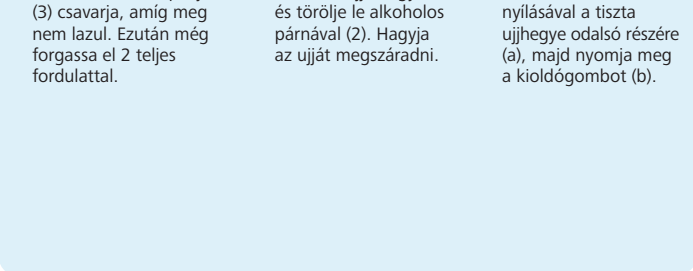 (3) csavarja, amíg meg
nem lazul. Ezután még
forgassa el 2 teljes
fordulattal.
és törölje le alkoholos
párnával (2). Hagyja
az ujját megszáradni.
nyílásával a tiszta
ujjhegye odalsó részére
(a), majd nyomja meg
a kioldógombot (b).